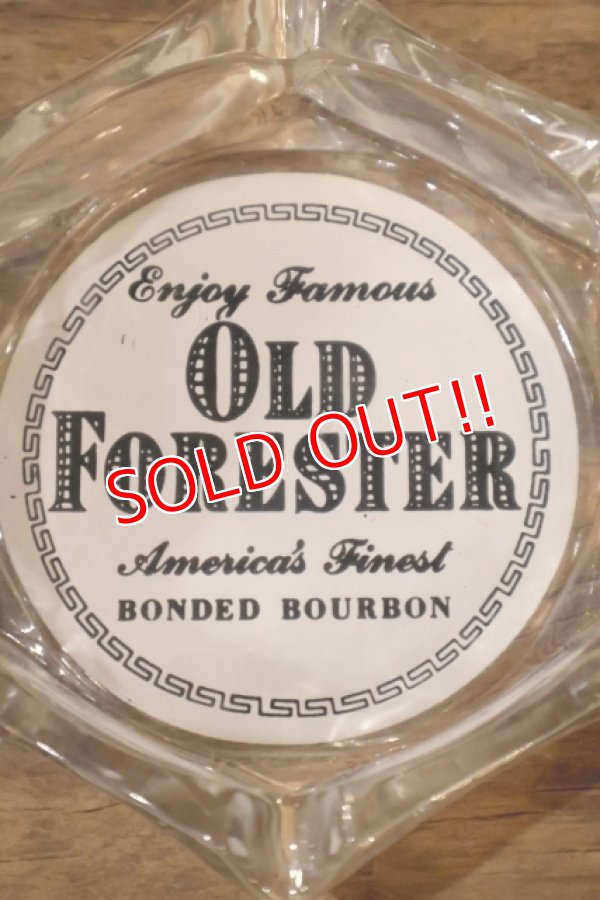 Enjoy Famous
OLD
FORESTER
SOLD OUT!!
America's Finest
BONDED BOURBON